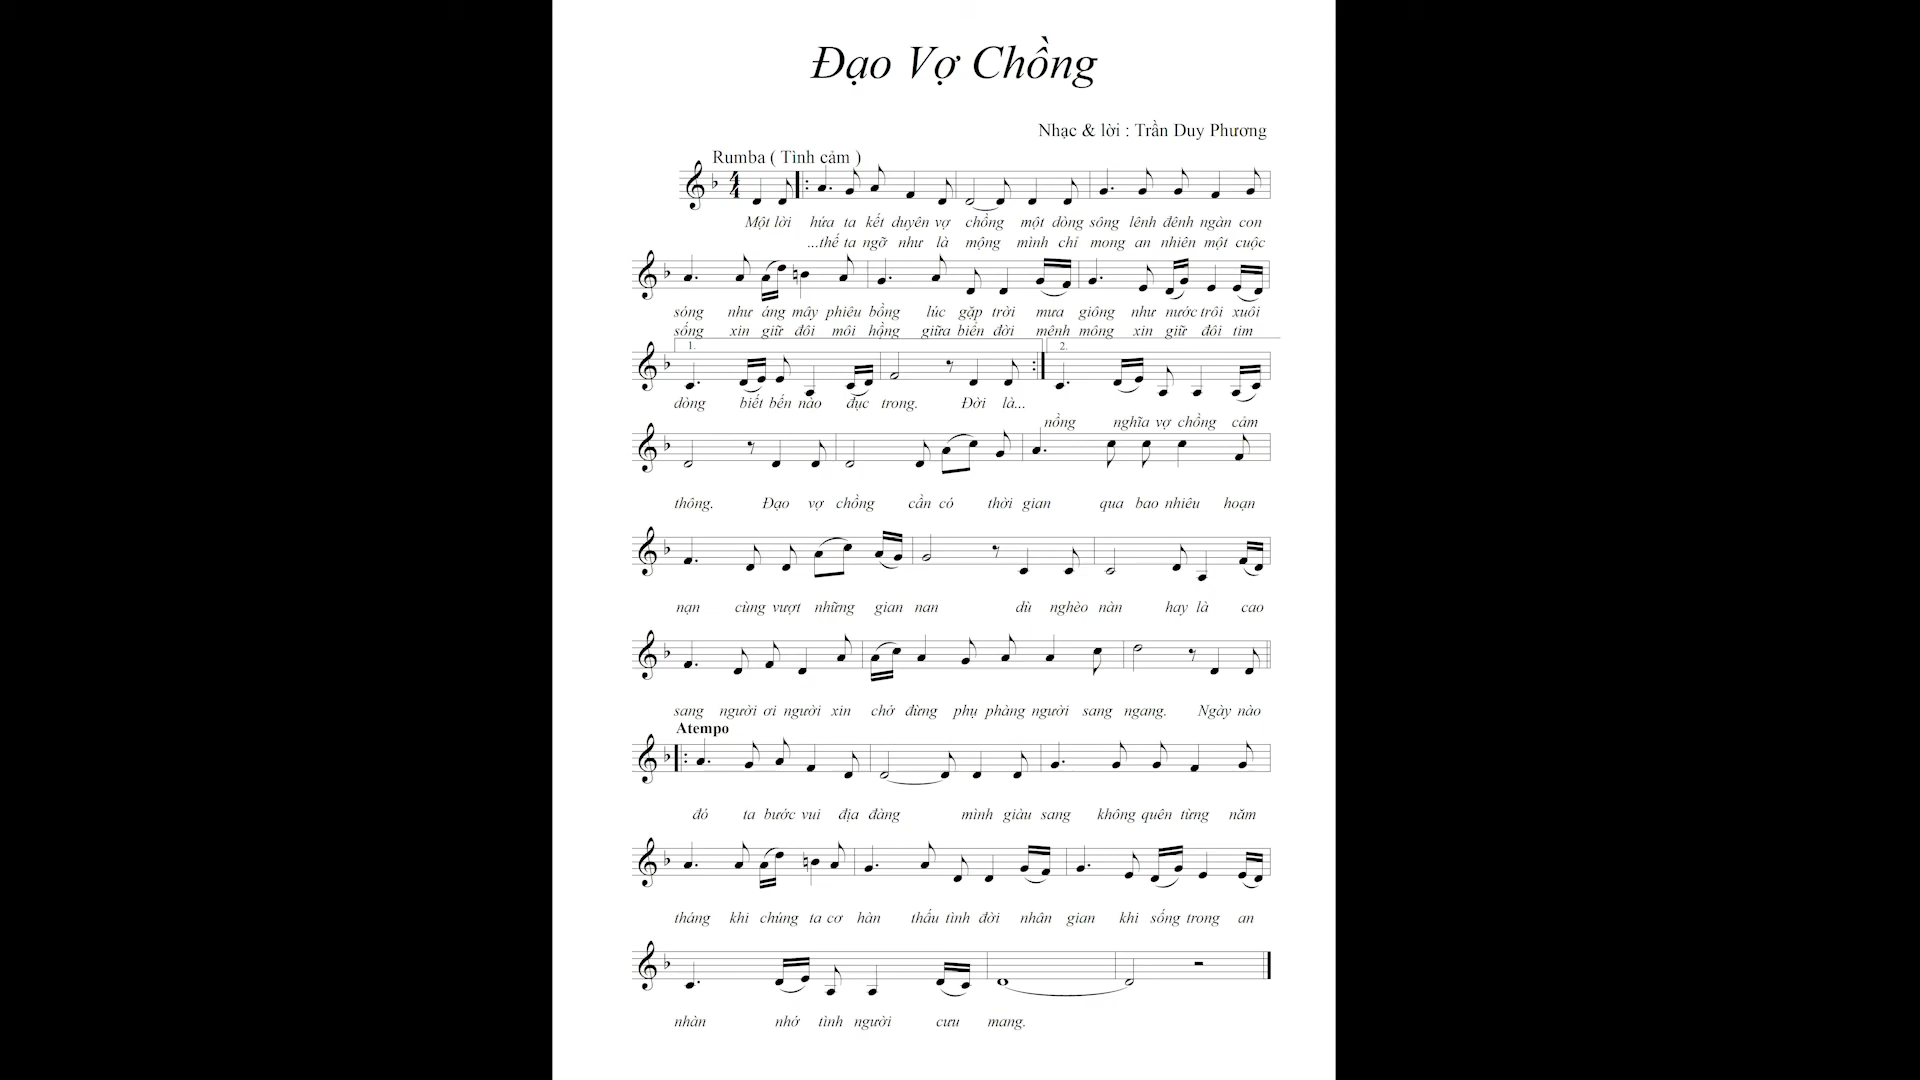 Đạo Vợ Chồng
Nhạc & lời : Trần Duy Phương
Rumba ( Tình cảm )
Một lời hứa ta kết duyên vợ chồng một dòng sông lênh đênh ngàn con
...thế ta ngỡ như là mộng mình chỉ mong an nhiên một cuộc
sóng như áng mây phiêu bồng lúc gặp trời mưa giông như nước trôi xuôi
sống xin giữ đôi môi hồng giữa biển đời mênh mông xin giữ đôi tim
1. 2.
dòng biết bến nào đục trong. Đời là...
nồng nghĩa vợ chồng cảm
thông. Đạo vợ chồng cần có thời gian qua bao nhiêu hoạn
nạn cùng vượt những gian nan dù nghèo nàn hay là cao
sang người ơi người xin chớ đừng phụ phàng người sang ngang. Ngày nào
Atempo
đó ta bước vui địa đàng mình giàu sang không quên từng năm
tháng khi chúng ta cơ hàn thấu tình đời nhân gian khi sống trong an
nhàn nhớ tình người cưu mang.